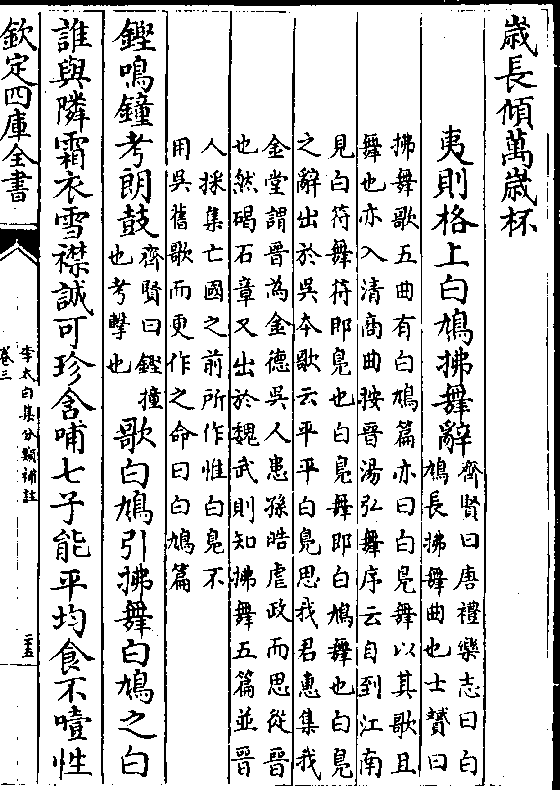 歳長傾萬歳杯
夷則格上白鳩拂舞辭齊賢曰唐禮樂志曰白
鳩長拂舞曲也士贇曰
拂舞歌五曲有白鳩篇亦曰白鳬舞以其歌且
舞也亦入清商曲按晉湯弘舞序云自到江南
見白符舞符即鳬也白鳬舞即白鳩舞也白鳬
之辭出於吳本歌云平平白鳬思我君惠集我
金堂謂晉為金德吳人患孫皓虐政而思從晉
也然碣石章又出於魏武則知拂舞五篇並晉
人採集亡國之前所作惟白鳬不
用吳舊歌而更作之命曰白鳩篇
鏗鳴鐘考朗鼓齊賢曰鏗撞
也考擊也歌白鳩引拂舞白鳩之白
誰與隣霜衣雪襟誠可珍含哺七子能平均食不噎性
欽定四庫全書
李太白集分類補註
卷三
二十五